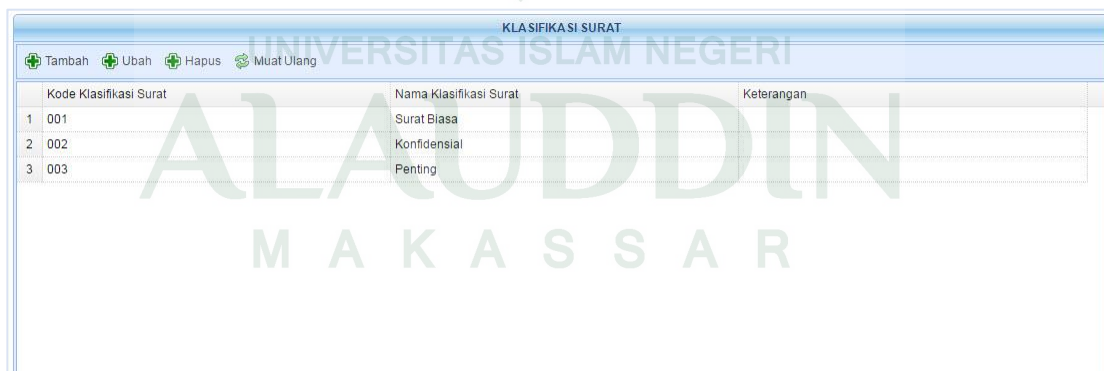 KLASIFIKASI SURAT
UNIVERSITAS ISLAM NEGERI
Tambah Ubah Hapus Muat Ulang
Kode Klasifikasi Surat Nama Klasifikasi Surat Keterangan
1 001 Surat Biasa
2 002 Konfidensial
3 003 Penting
ALAUDDIN
MAKASSAR